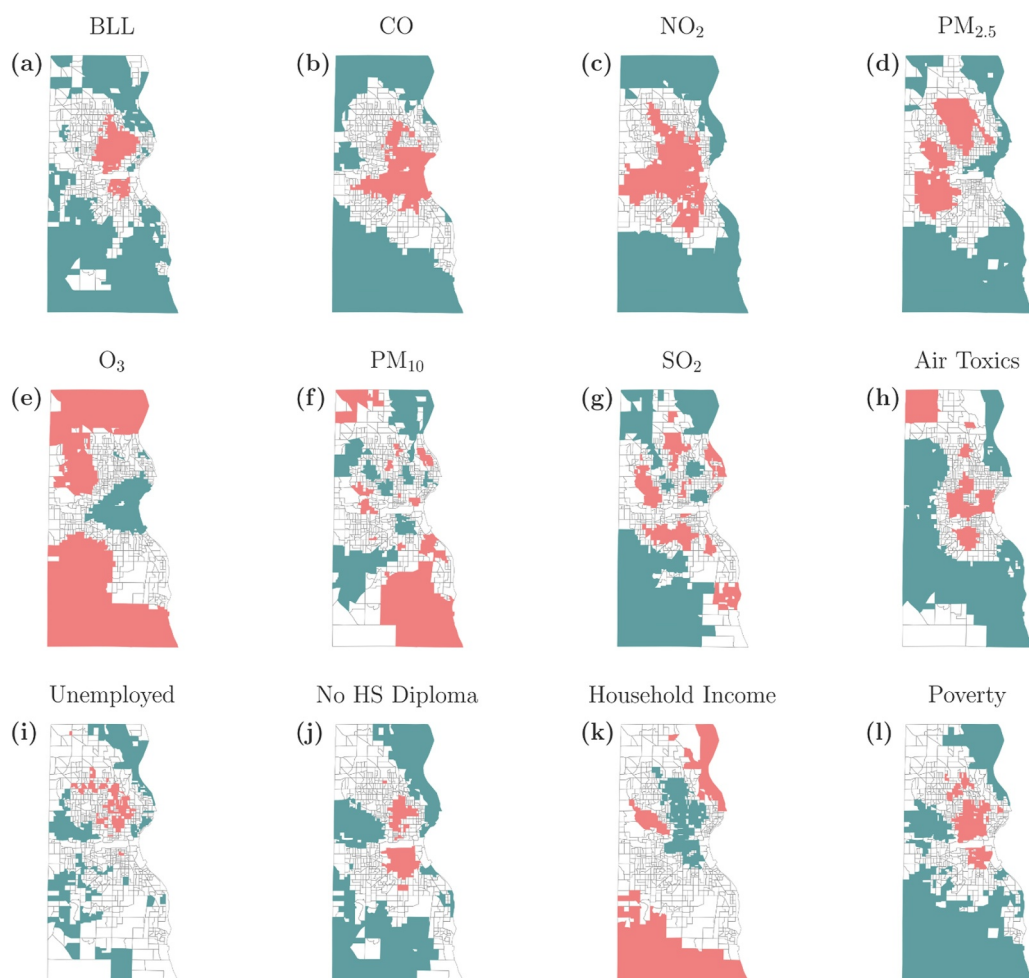 BLL CO NO₂ PM₂.₅
(a) (b) (c) (d)
O₃ PM₁₀ SO₂ Air Toxics
(e) (f) (g) (h)
Unemployed No HS Diploma Household Income Poverty
(i) (j) (k) (l)